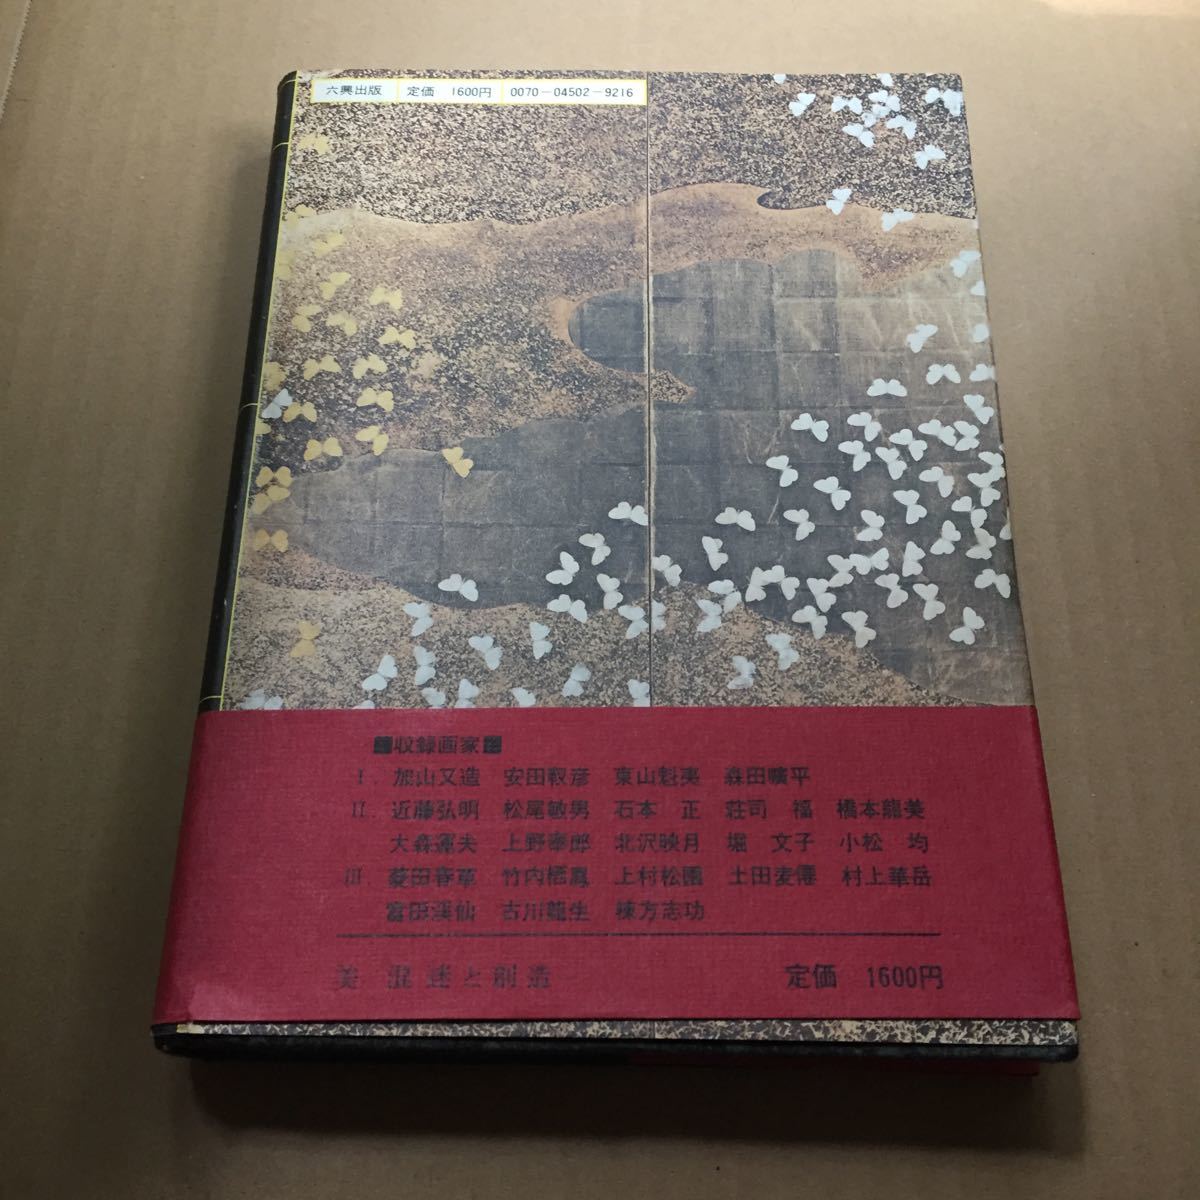 六興出版 定価 1600円 0070-04502-9216
■収録画家■
Ⅰ. 加山又造 安田靫彦 東山魁夷 森田曠平
Ⅱ. 近藤弘明 松尾敏男 石本 正 荘司 福 橋本龍美
大森運夫 上野泰郎 北沢映月 堀 文子 小松 均
Ⅲ. 菱田春草 竹内栖鳳 上村松園 土田麦僊 村上華岳
富田渓仙 古川龍生 棟方志功
美 混迷と創造 定価 1600円